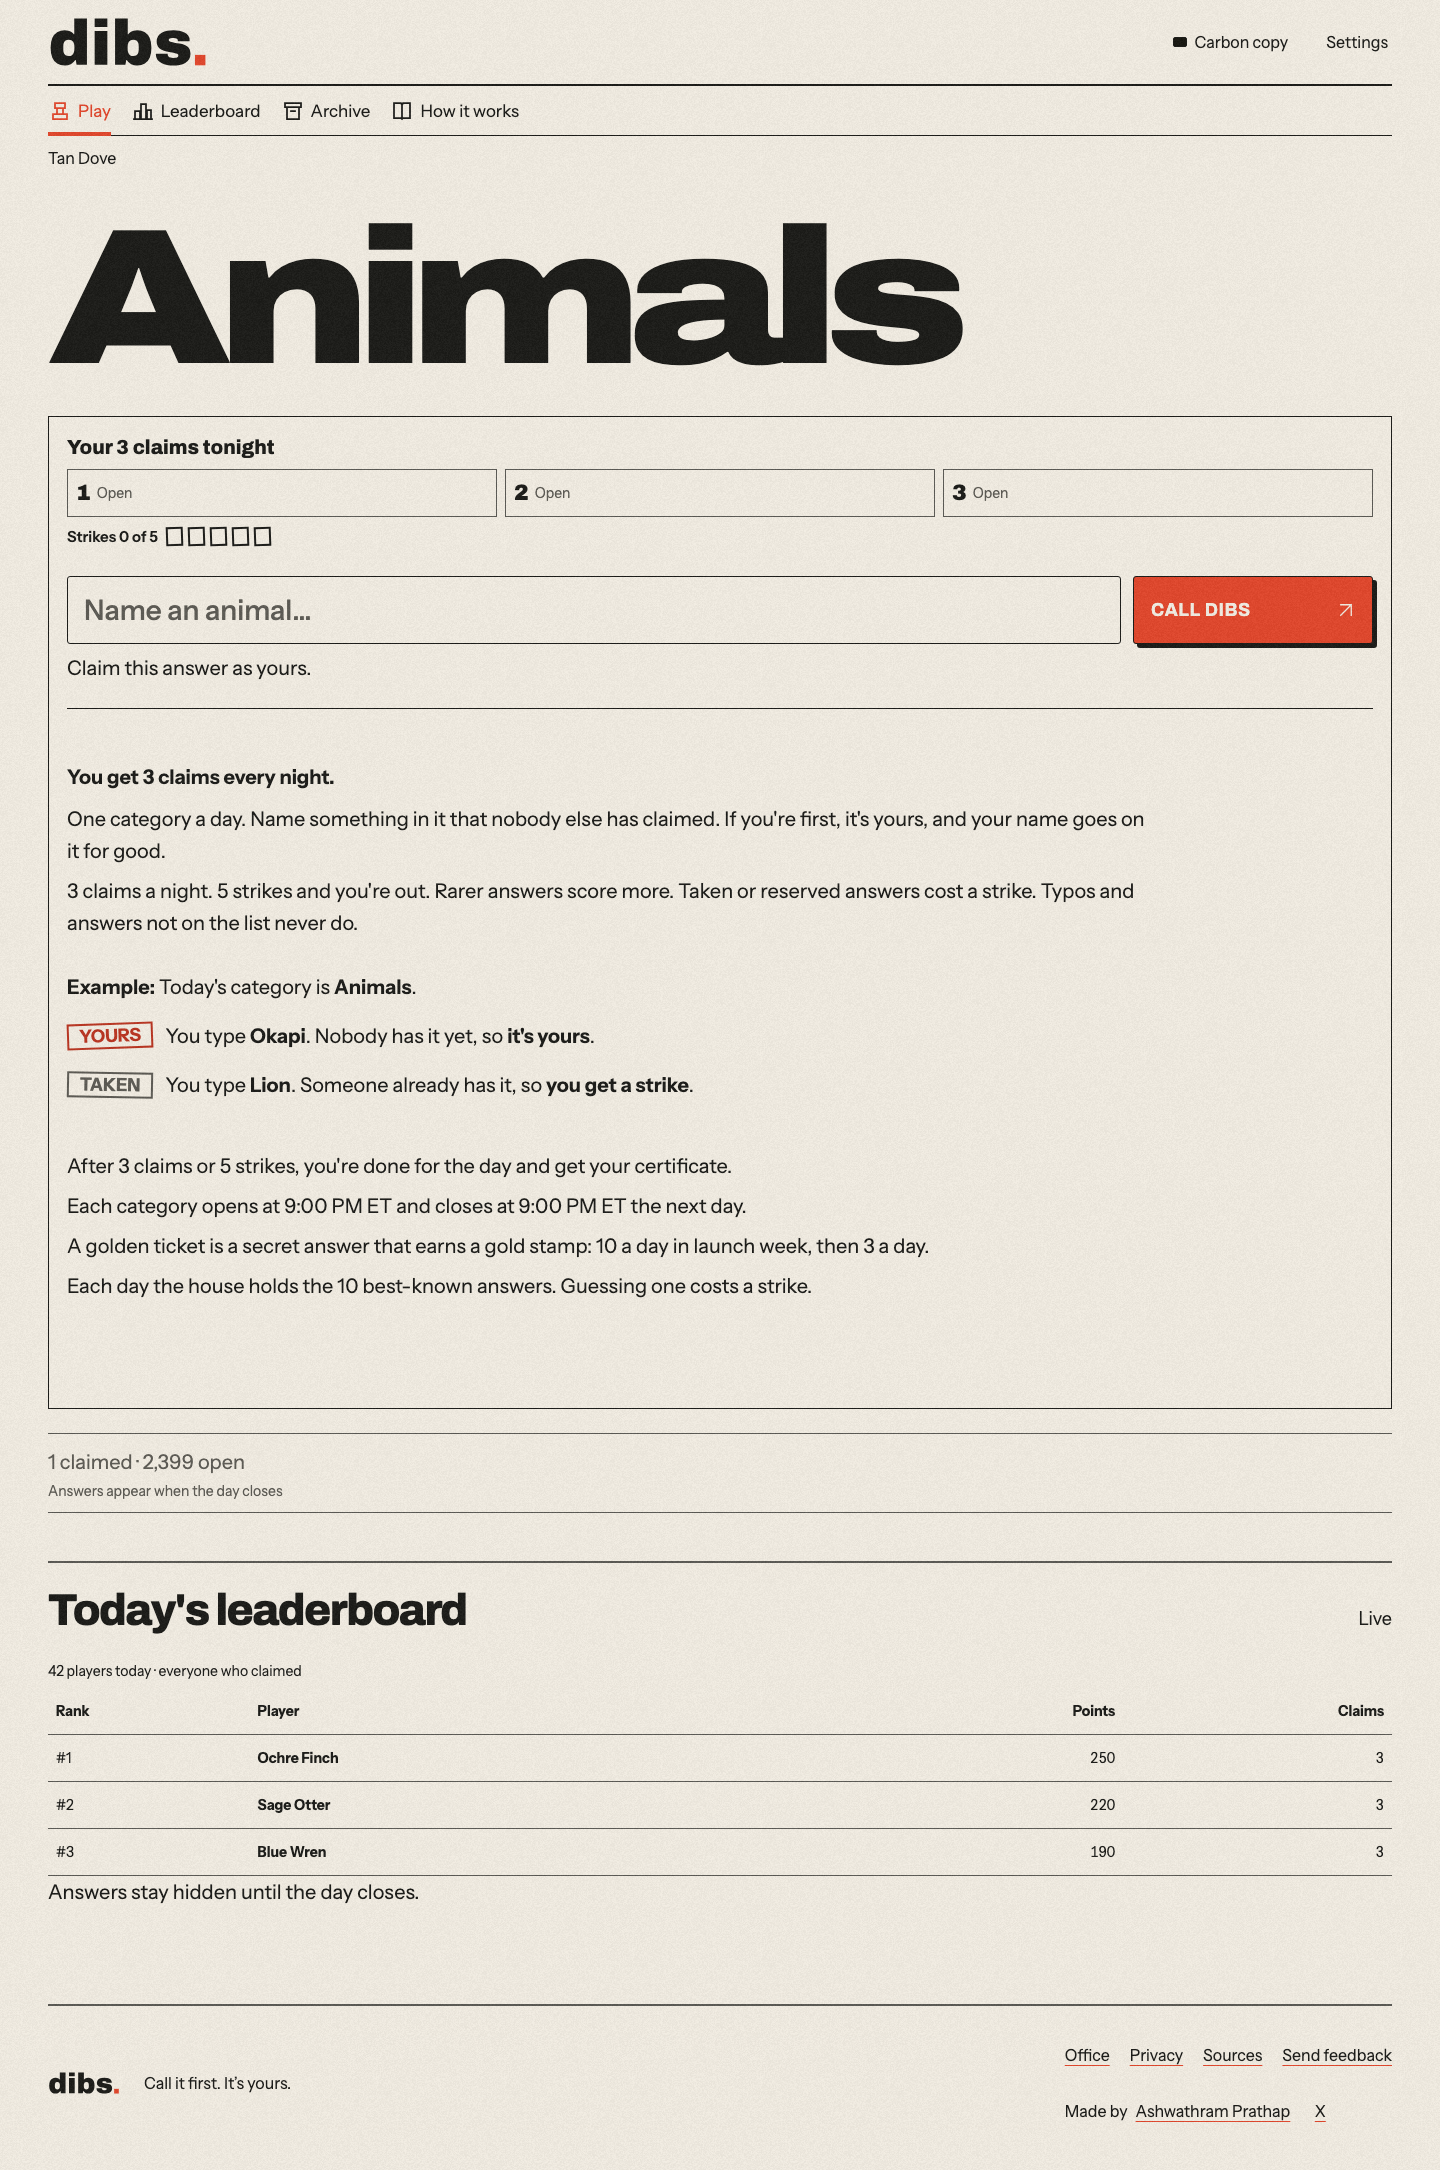 dibs.
Carbon copy Settings
Play Leaderboard Archive How it works
Tan Dove
Animals
Your 3 claims tonight
1 Open 2 Open 3 Open
Strikes 0 of 5
Name an animal...
CALL DIBS
Claim this answer as yours.
You get 3 claims every night.
One category a day. Name something in it that nobody else has claimed. If you're first, it's yours, and your name goes on
it for good.
3 claims a night. 5 strikes and you're out. Rarer answers score more. Taken or reserved answers cost a strike. Typos and
answers not on the list never do.
Example: Today's category is Animals.
YOURS You type Okapi. Nobody has it yet, so it's yours.
TAKEN You type Lion. Someone already has it, so you get a strike.
After 3 claims or 5 strikes, you're done for the day and get your certificate.
Each category opens at 9:00 PM ET and closes at 9:00 PM ET the next day.
A golden ticket is a secret answer that earns a gold stamp: 10 a day in launch week, then 3 a day.
Each day the house holds the 10 best-known answers. Guessing one costs a strike.
1 claimed · 2,399 open
Answers appear when the day closes
Today's leaderboard
Live
42 players today · everyone who claimed
Rank Player Points Claims
#1 Ochre Finch 250 3
#2 Sage Otter 220 3
#3 Blue Wren 190 3
Answers stay hidden until the day closes.
Office Privacy Sources Send feedback
dibs. Call it first. It's yours.
Made by Ashwathram Prathap X